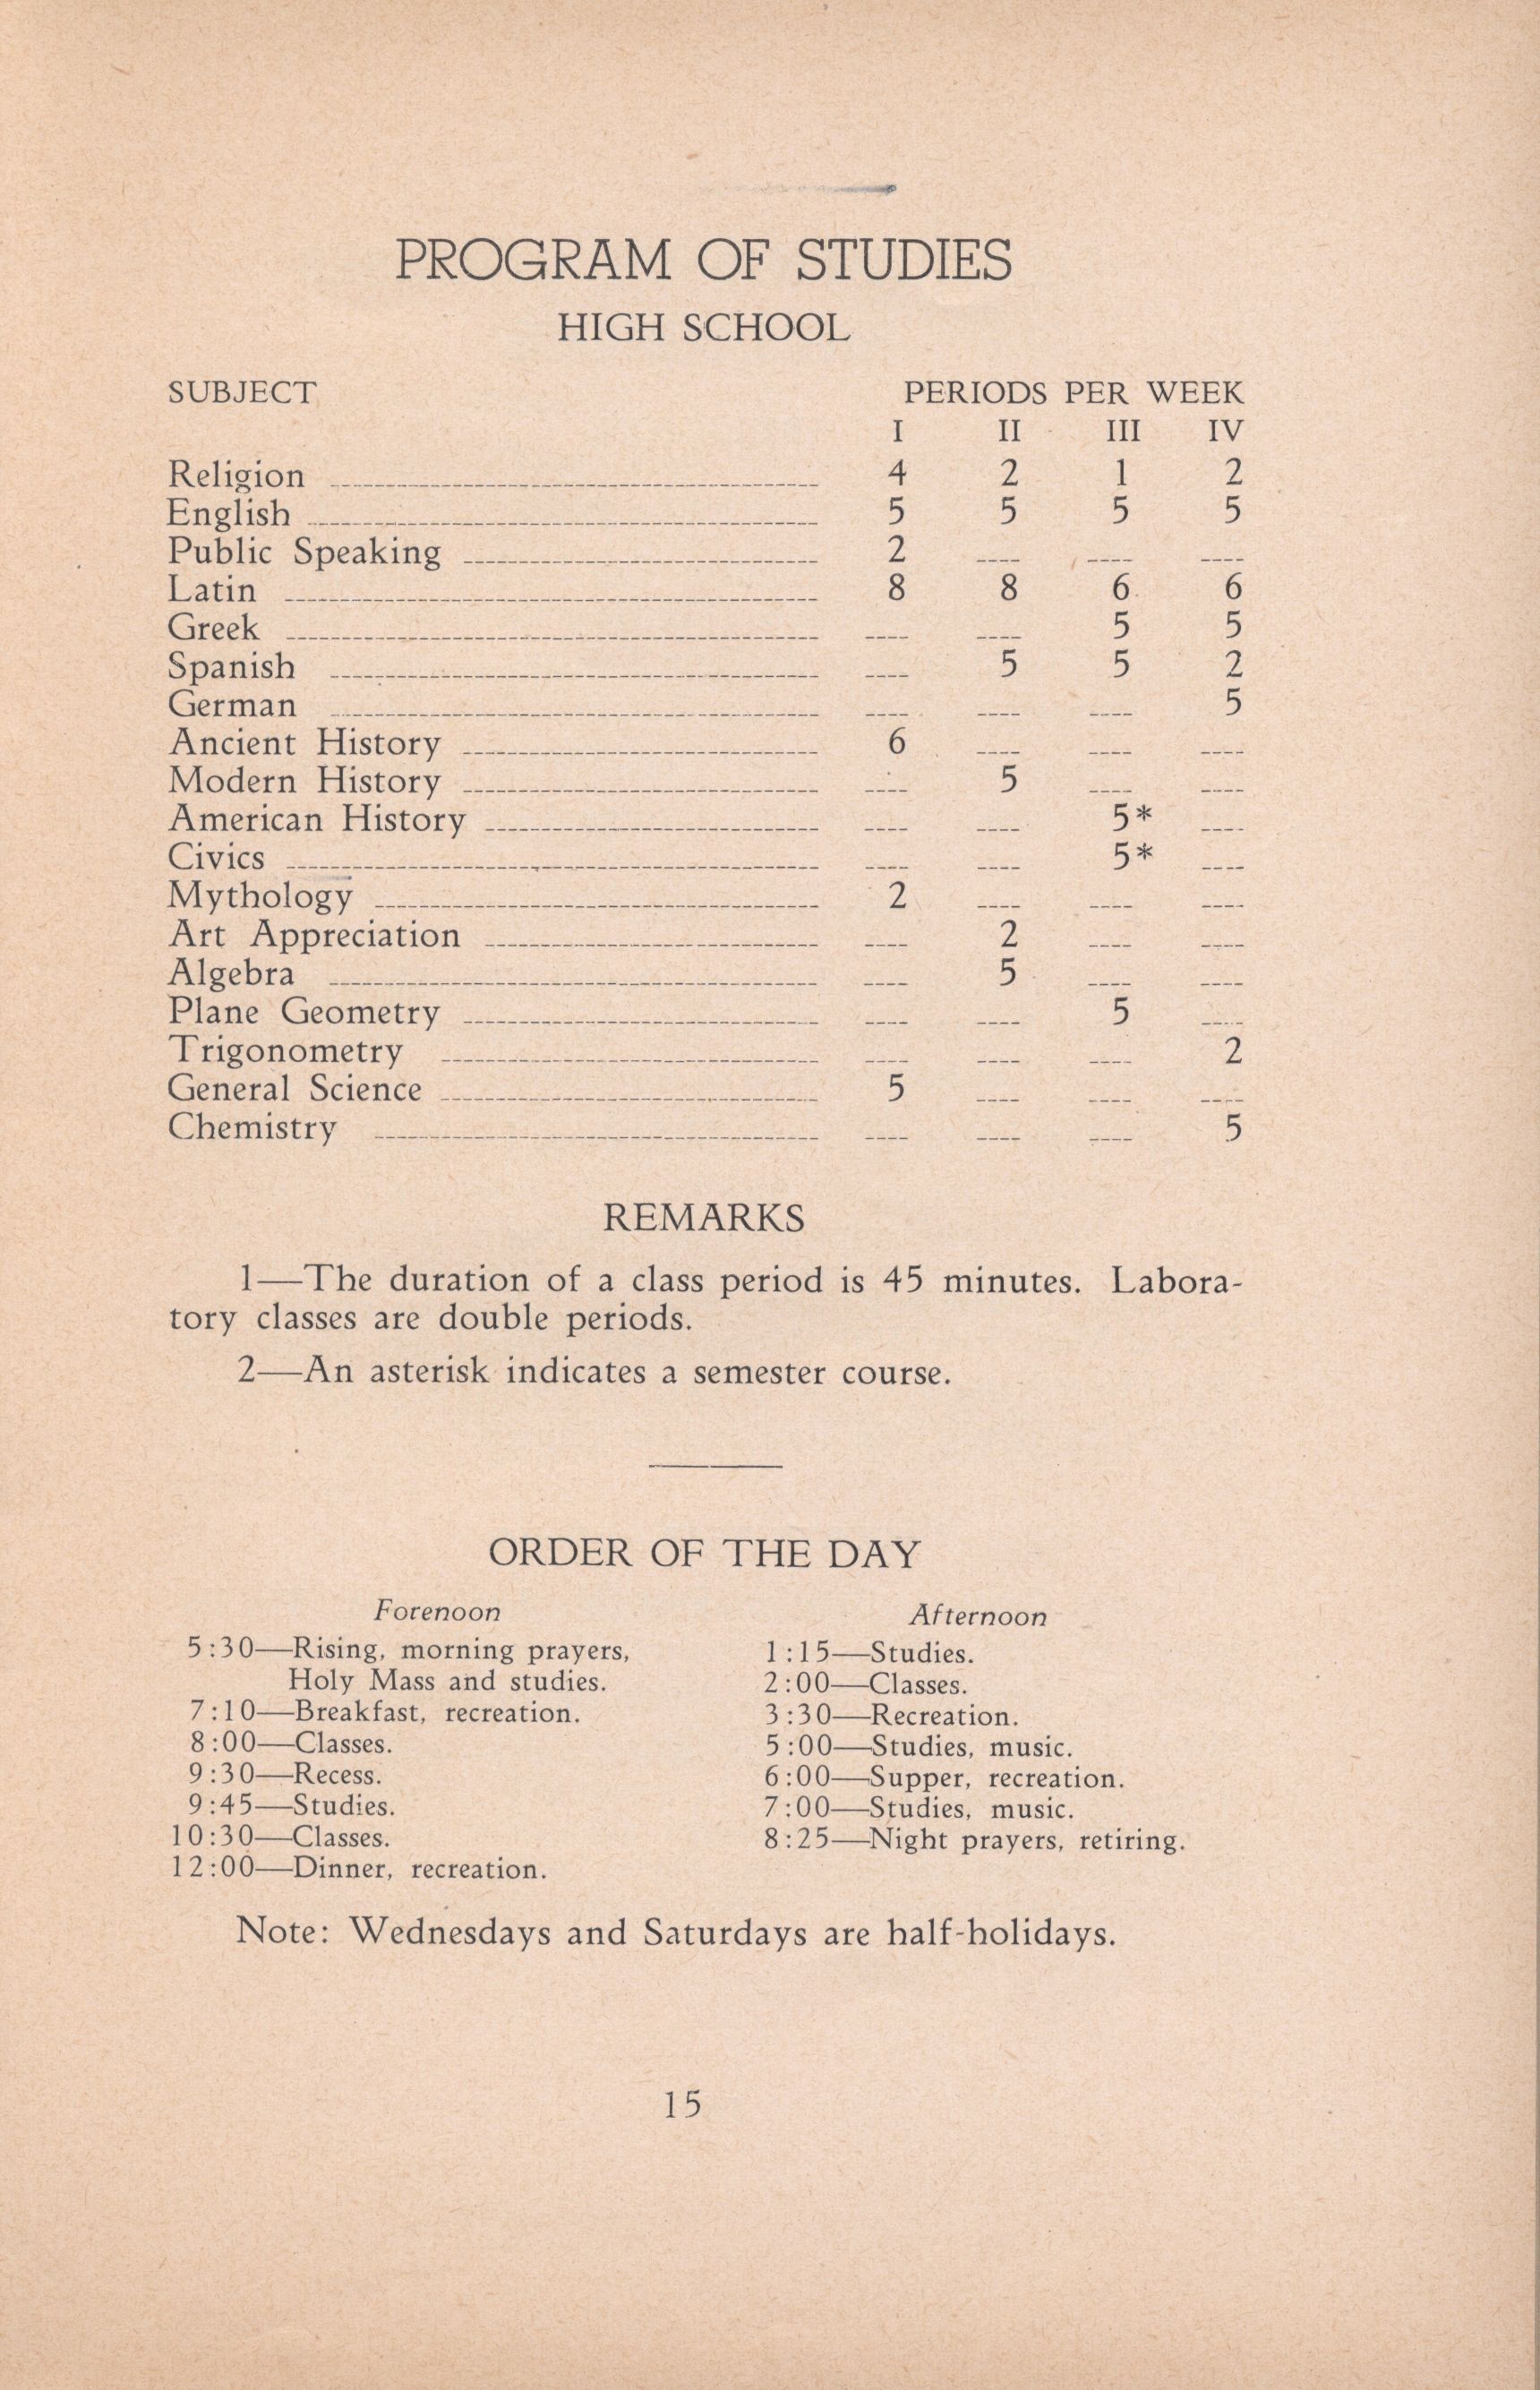 PROGRAM OF STUDIES
HIGH SCHOOL
SUBJECT PERIODS PER WEEK
I II III IV
Religion 4 2 1 2
English 5 5 5 5
Public Speaking 2 ---- ---- ----
Latin 8 8 6 6
Greek ---- ---- 5 5
Spanish ---- 5 5 2
German ---- ---- ---- 5
Ancient History 6 ---- ---- ----
Modern History ---- 5 ---- ----
American History ---- ---- 5* ----
Civics ---- ---- 5* ----
Mythology 2 ---- ---- ----
Art Appreciation ---- 2 ---- ----
Algebra ---- 5 ---- ----
Plane Geometry ---- ---- 5 ----
Trigonometry ---- ---- ---- 2
General Science 5 ---- ---- ----
Chemistry ---- ---- ---- 5
REMARKS
1—The duration of a class period is 45 minutes. Labora-
tory classes are double periods.
2—An asterisk indicates a semester course.
ORDER OF THE DAY
Forenoon
5:30—Rising, morning prayers,
Holy Mass and studies.
7:10—Breakfast, recreation.
8:00—Classes.
9:30—Recess.
9:45—Studies.
10:30—Classes.
12:00—Dinner, recreation.
Afternoon
1:15—Studies.
2:00—Classes.
3:30—Recreation.
5:00—Studies, music.
6:00—Supper, recreation.
7:00—Studies, music.
8:25—Night prayers, retiring.
Note: Wednesdays and Saturdays are half-holidays.
15